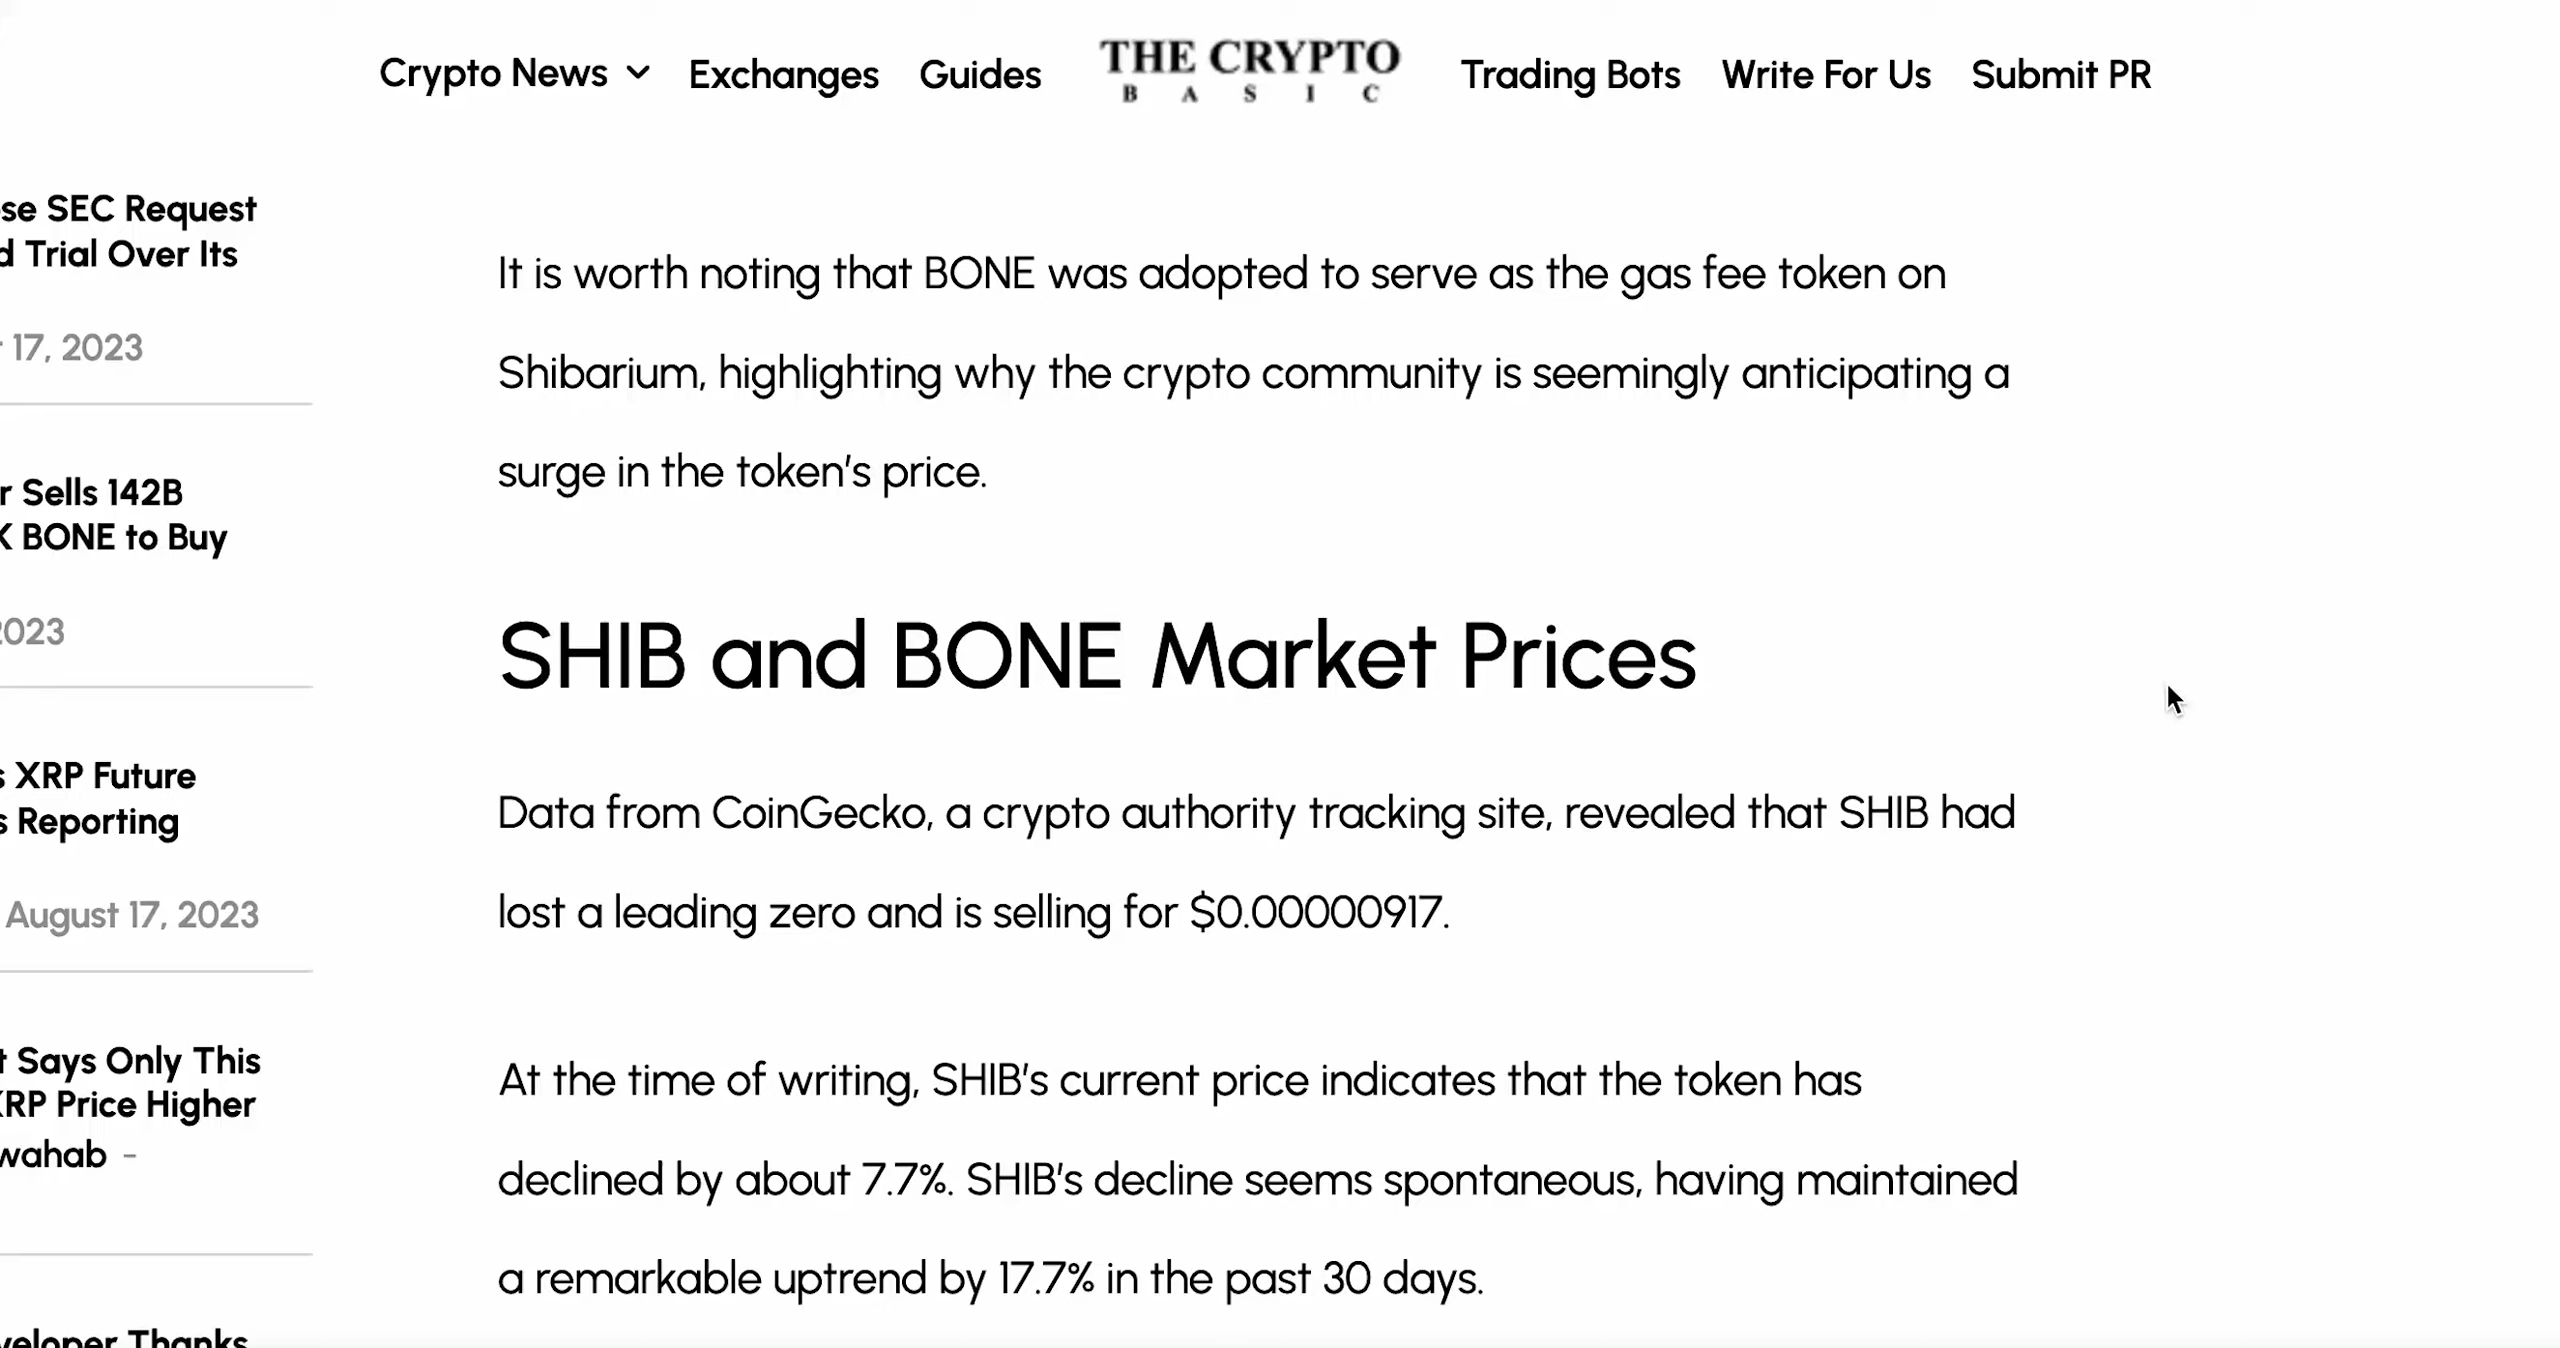 Crypto News
Exchanges
Guides
THE CRYPTO
BASIC
Trading Bots
Write For Us
Submit PR
se SEC Request
d Trial Over Its
17, 2023
r Sells 142B
K BONE to Buy
2023
s XRP Future
s Reporting
August 17, 2023
t Says Only This
XRP Price Higher
wahab -
veloper Thanks
It is worth noting that BONE was adopted to serve as the gas fee token on
Shibarium, highlighting why the crypto community is seemingly anticipating a
surge in the token's price.
SHIB and BONE Market Prices
Data from CoinGecko, a crypto authority tracking site, revealed that SHIB had
lost a leading zero and is selling for $0.00000917.
At the time of writing, SHIB's current price indicates that the token has
declined by about 7.7%. SHIB's decline seems spontaneous, having maintained
a remarkable uptrend by 17.7% in the past 30 days.